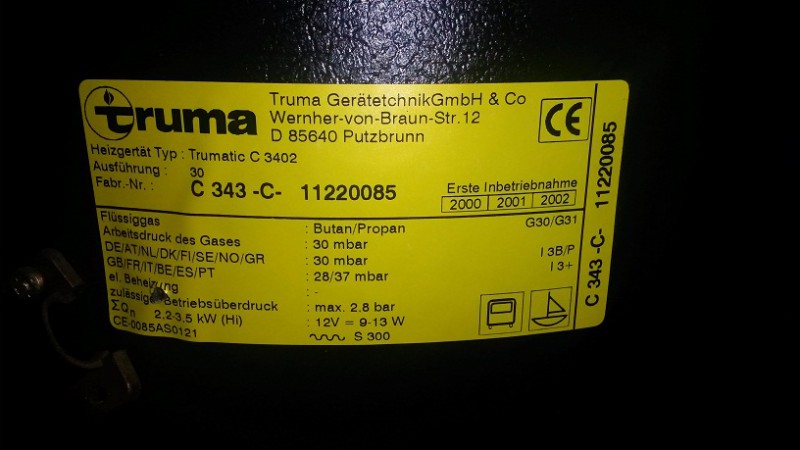 truma
Truma GerätetchnikGmbH & Co
Wernher-von-Braun-Str.12
D 85640 Putzbrunn
CE
Heizgertät Typ : Trumatic C 3402
Ausführung : 30
Fabr.-Nr. : C 343 -C- 11220085
Erste Inbetriebnahme
2000 2001 2002
Flüssiggas : Butan/Propan G30/G31
Arbeitsdruck des Gases : 30 mbar
DE/AT/NL/DK/FI/SE/NO/GR : 30 mbar I 3B/P
GB/FR/IT/BE/ES/PT : 28/37 mbar I 3+
el. Beheizung : -
zulässiger Betriebsüberdruck : max. 2,8 bar
ΣQn 2,2-3,5 kW (Hi) : 12V = 9-13 W
CE-0085AS0121 S 300
C 343 -C- 11220085